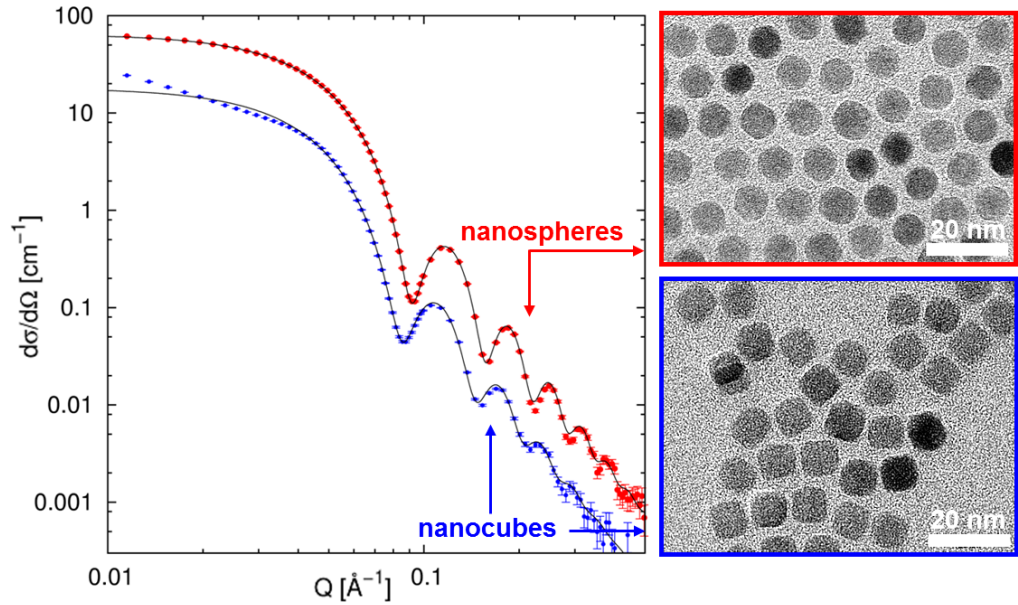 100
10
1
0.1
0.01
0.001
dσ/dΩ [cm⁻¹]
0.01
0.1
Q [Å⁻¹]
nanospheres
nanocubes
20 nm
20 nm